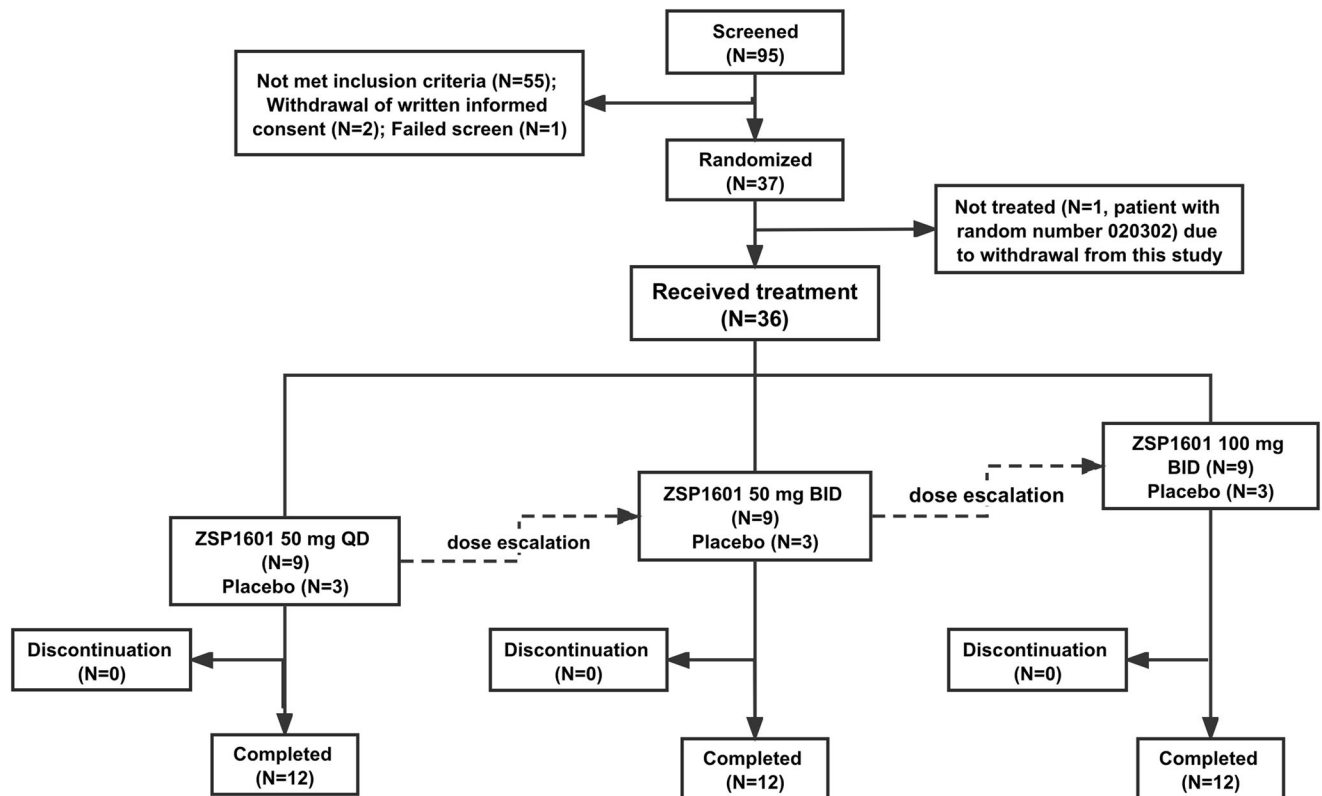 Screened
(N=95)
Not met inclusion criteria (N=55);
Withdrawal of written informed
consent (N=2); Failed screen (N=1)
Randomized
(N=37)
Not treated (N=1, patient with
random number 020302) due
to withdrawal from this study
Received treatment
(N=36)
ZSP1601 50 mg QD
(N=9)
Placebo (N=3)
dose escalation
ZSP1601 50 mg BID
(N=9)
Placebo (N=3)
dose escalation
ZSP1601 100 mg
BID (N=9)
Placebo (N=3)
Discontinuation
(N=0)
Discontinuation
(N=0)
Discontinuation
(N=0)
Completed
(N=12)
Completed
(N=12)
Completed
(N=12)